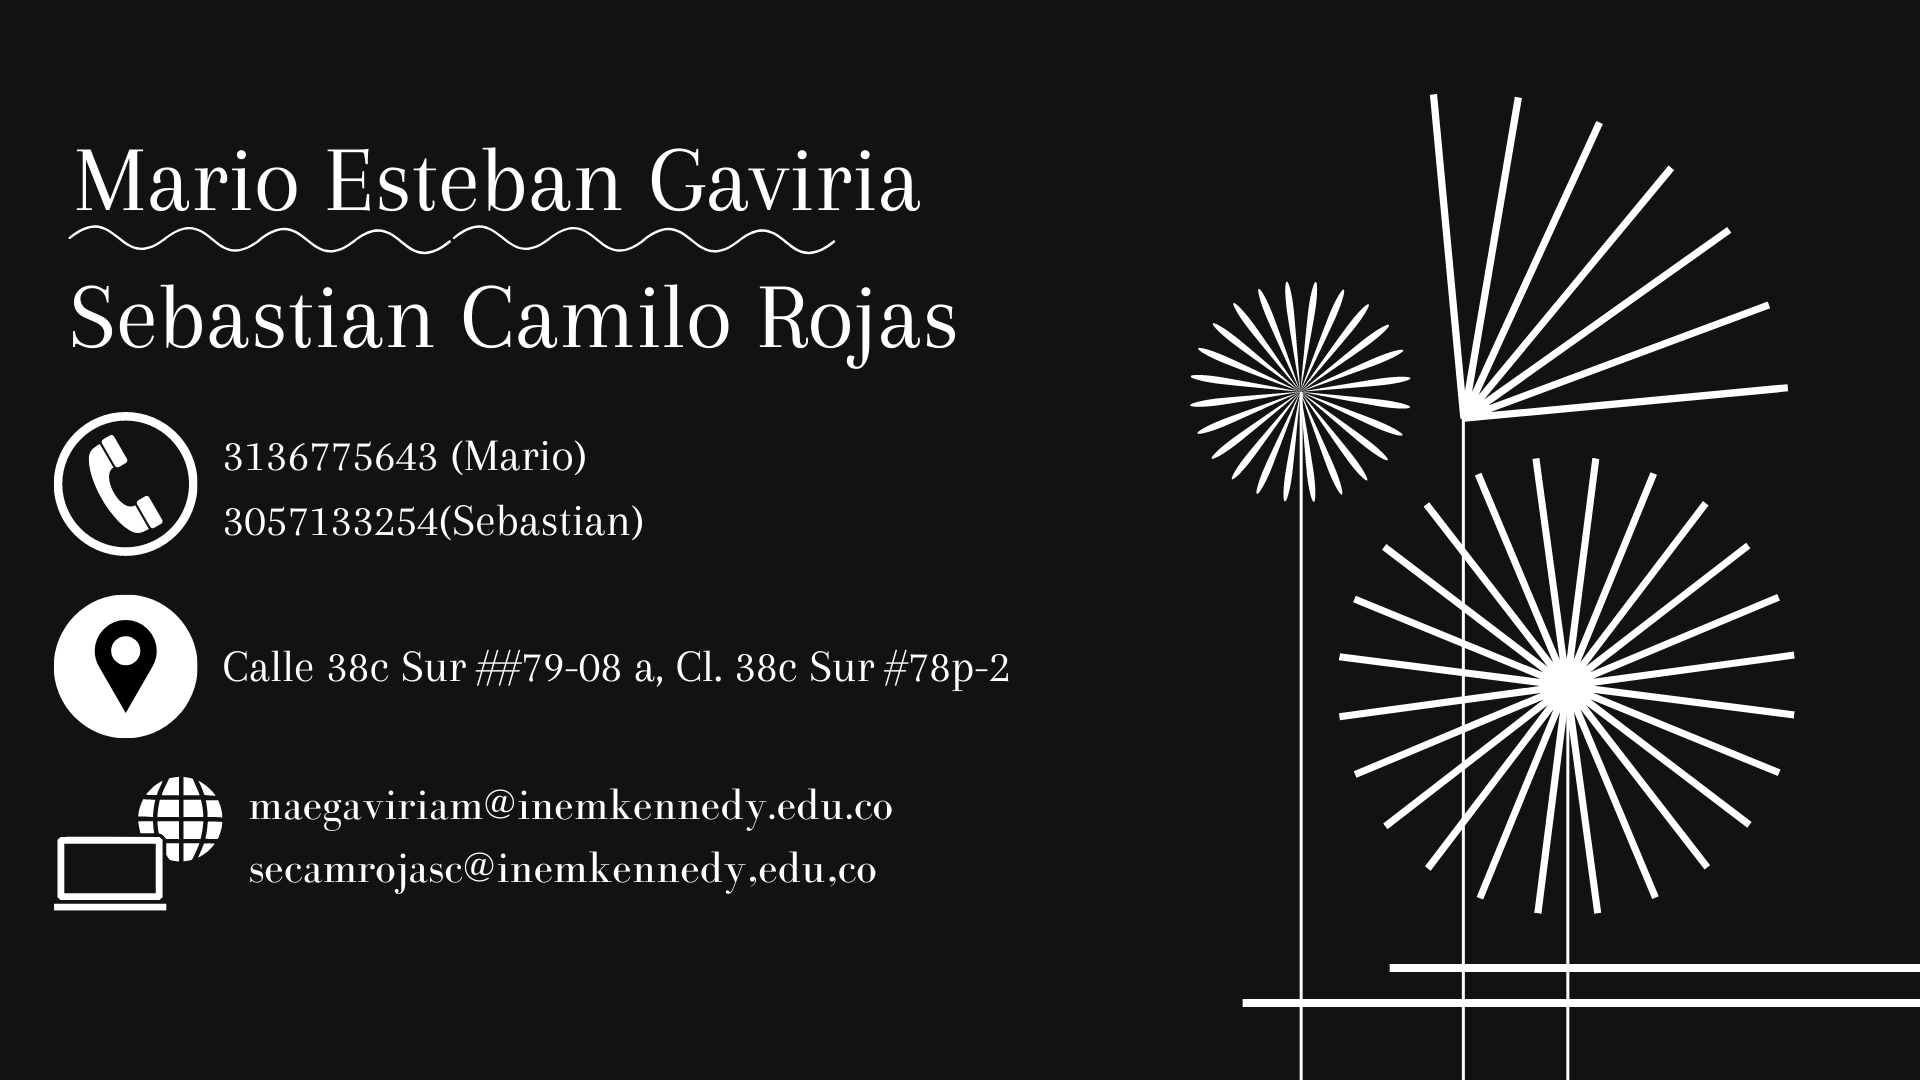 Mario Esteban Gaviria
Sebastian Camilo Rojas
3136775643 (Mario)
3057133254(Sebastian)
Calle 38c Sur ##79-08 a, Cl. 38c Sur #78p-2
maegaviriam@inemkennedy.edu.co
secamrojasc@inemkennedy,edu,co